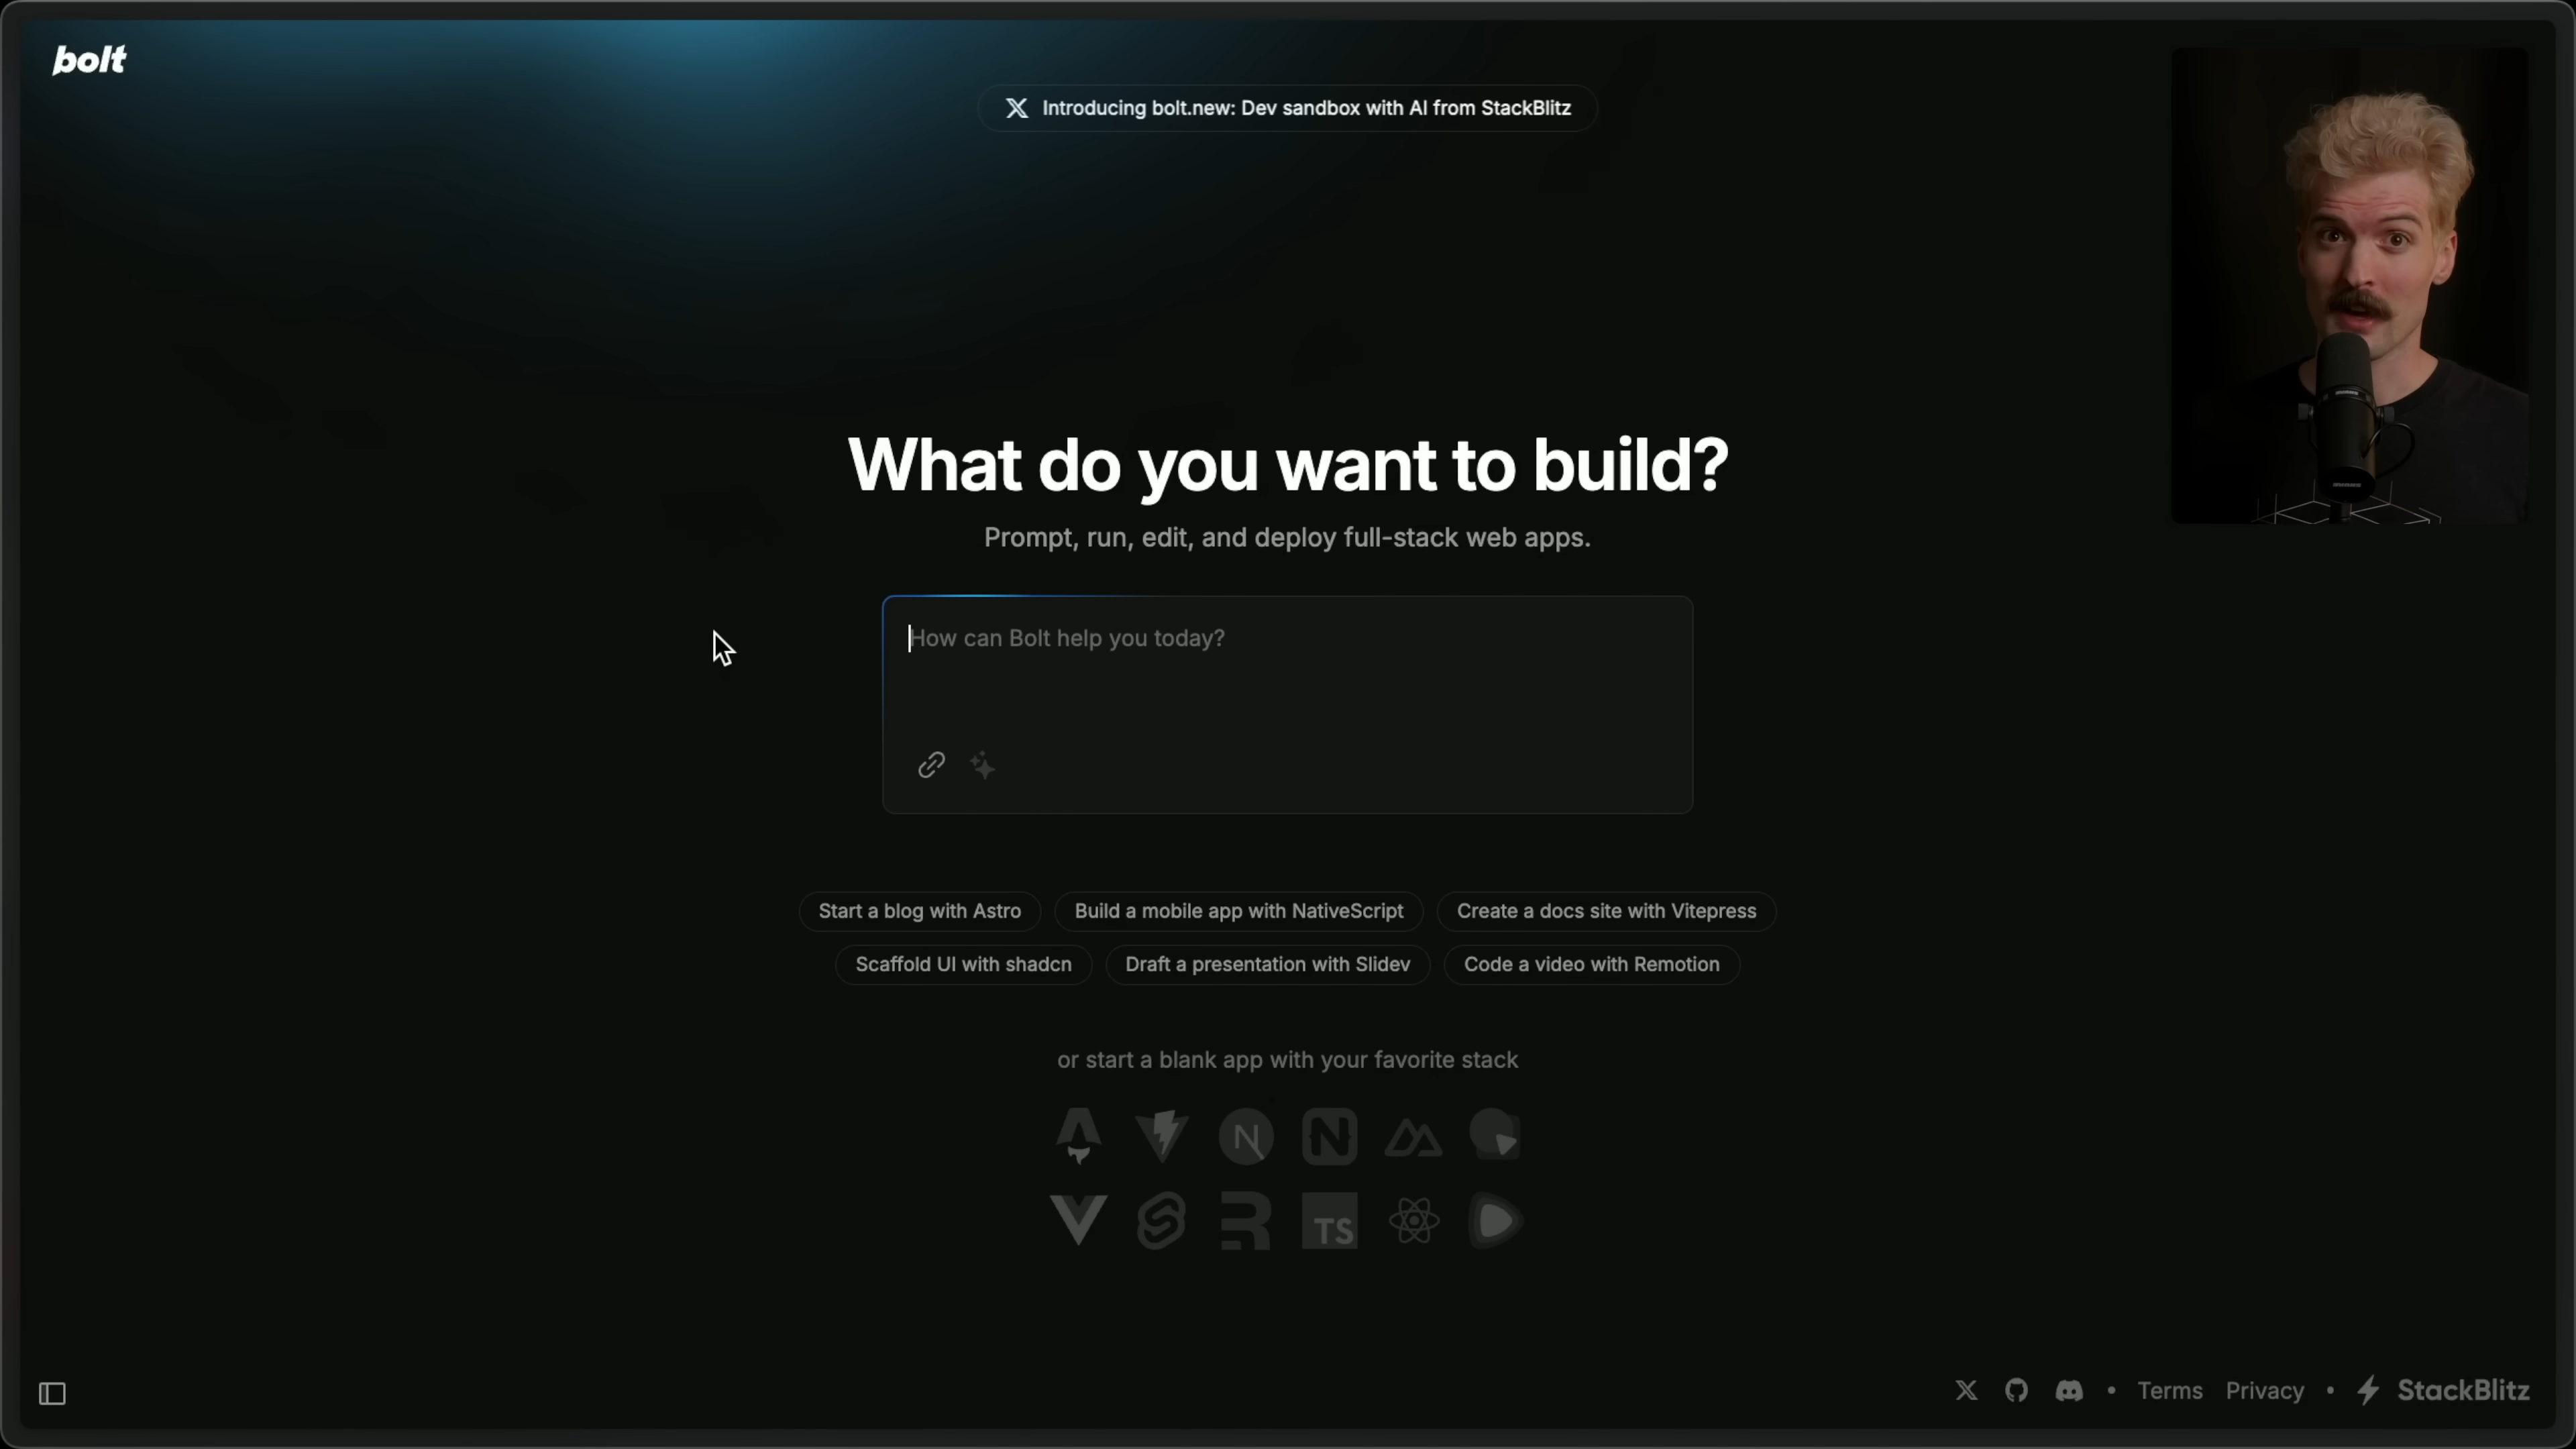 bolt
Introducing bolt.new: Dev sandbox with AI from StackBlitz
What do you want to build?
Prompt, run, edit, and deploy full-stack web apps.
How can Bolt help you today?
Start a blog with Astro
Build a mobile app with NativeScript
Create a docs site with Vitepress
Scaffold UI with shadcn
Draft a presentation with Slidev
Code a video with Remotion
or start a blank app with your favorite stack
N N
TS
Terms Privacy StackBlitz